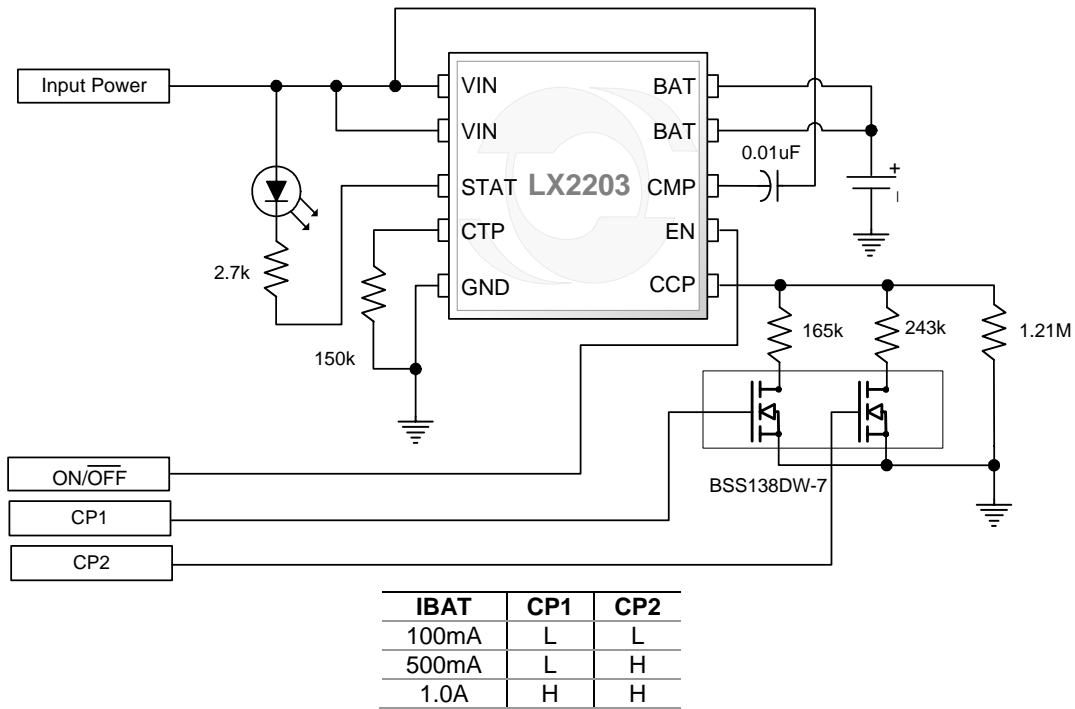 Input Power
VIN
BAT
VIN
BAT
0.01uF
+
STAT
LX2203
CMP
CTP
EN
2.7k
GND
CCP
165k
243k
1.21M
150k
ON/OFF
BSS138DW-7
CP1
CP2
IBAT CP1 CP2
100mA L L
500mA L H
1.0A H H